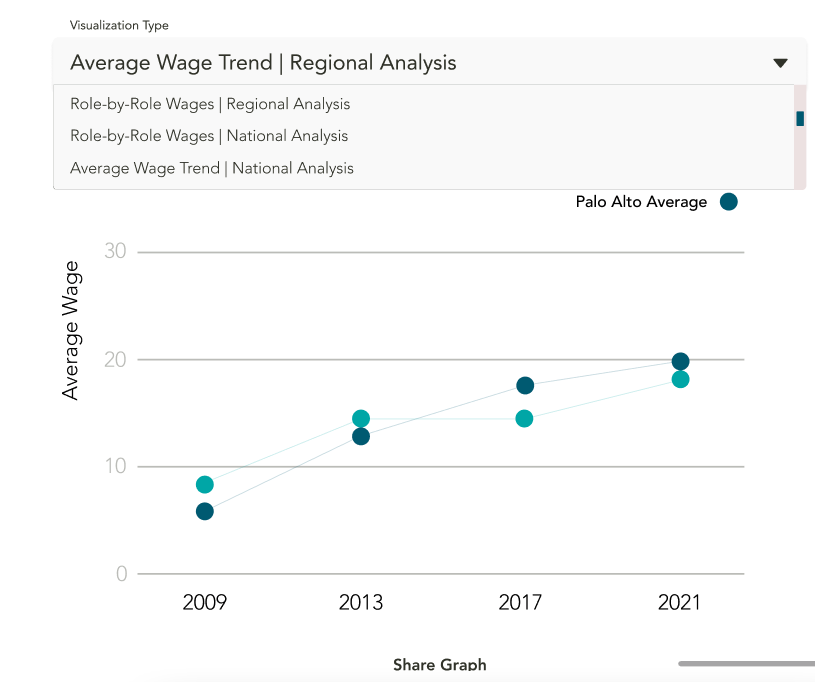 Visualization Type
Average Wage Trend | Regional Analysis
Role-by-Role Wages | Regional Analysis
Role-by-Role Wages | National Analysis
Average Wage Trend | National Analysis
Palo Alto Average
Average Wage
30
20
10
0
2009 2013 2017 2021
Share Graph